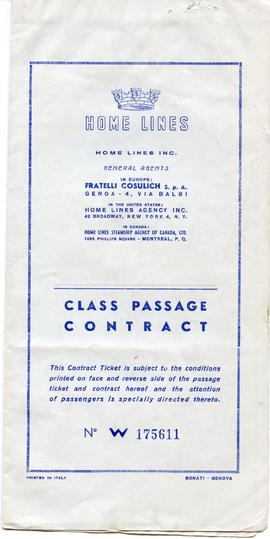 HOME LINES
HOME LINES INC.
GENERAL AGENTS
IN EUROPE:
FRATELLI COSULICH S.p.A.
GENOA - 4, VIA BALBI
IN THE UNITED STATES:
HOME LINES AGENCY INC.
42 BROADWAY, NEW YORK 4, N. Y.
IN CANADA:
HOME LINES STEAMSHIP AGENCY OF CANADA, LTD.
1255 PHILLIPS SQUARE - MONTREAL, P. Q.
CLASS PASSAGE
CONTRACT
This Contract Ticket is subject to the conditions
printed on face and reverse side of the passage
ticket and contract hereof and the attention
of passengers is specially directed thereto.
Nº W 175611
PRINTED IN ITALY BONATI - GENOVA